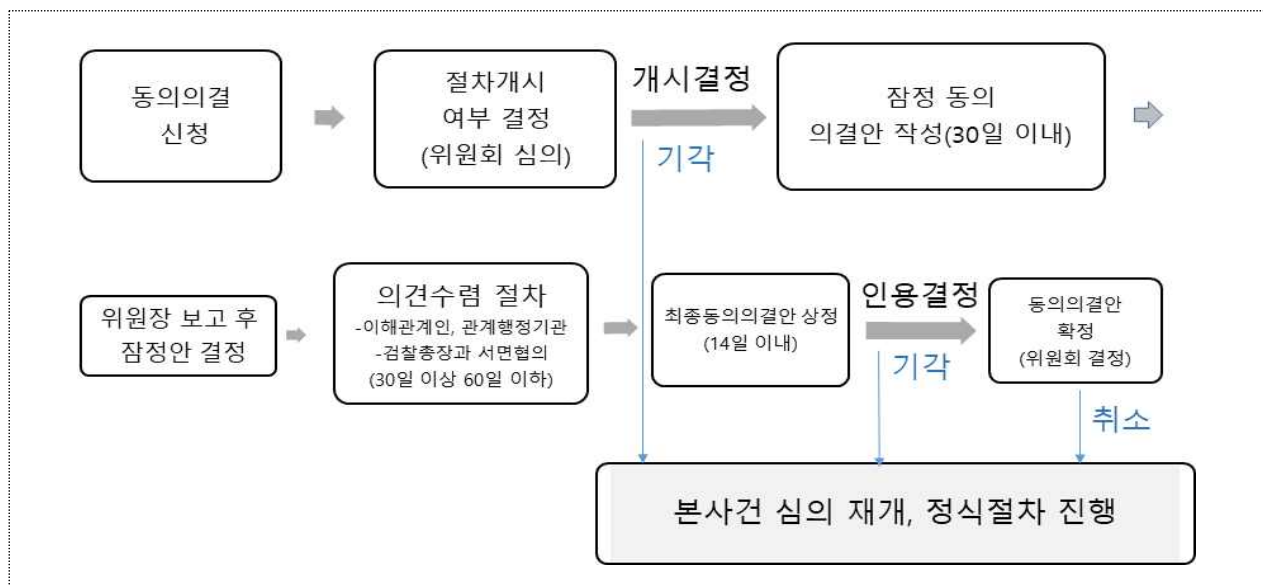 동의의결
신청
절차개시
여부 결정
(위원회 심의)
개시결정
기각
잠정 동의
의결안 작성(30일 이내)
위원장 보고 후
잠정안 결정
의견수렴 절차
-이해관계인, 관계행정기관
-검찰총장과 서면협의
(30일 이상 60일 이하)
최종동의의결안 상정
(14일 이내)
인용결정
기각
동의의결안
확정
(위원회 결정)
취소
본사건 심의 재개, 정식절차 진행